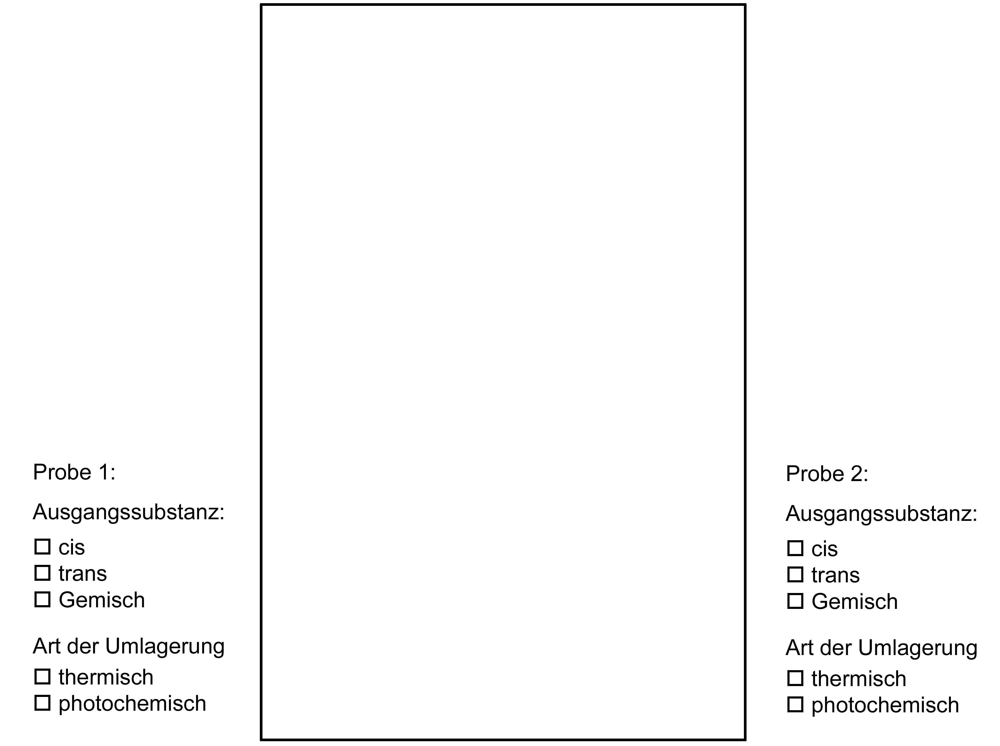 Probe 1:
Ausgangssubstanz:
cis
trans
Gemisch
Art der Umlagerung
thermisch
photochemisch
Probe 2:
Ausgangssubstanz:
cis
trans
Gemisch
Art der Umlagerung
thermisch
photochemisch